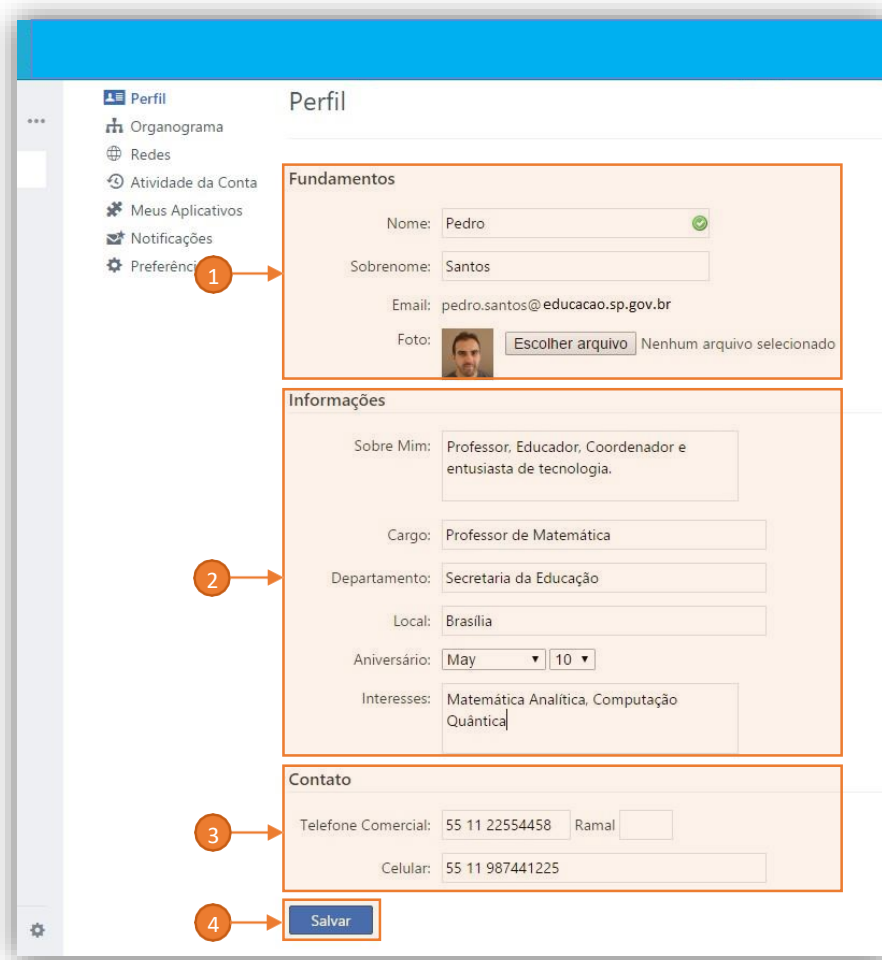 Perfil
Organograma
Redes
Atividade da Conta
Meus Aplicativos
Notificações
Perfil
Fundamentos
Nome: Pedro
Sobrenome: Santos
Email: pedro.santos@educacao.sp.gov.br
Foto: Escolher arquivo Nenhum arquivo selecionado
1
Informações
Sobre Mim: Professor, Educador, Coordenador e
entusiasta de tecnologia.
Cargo: Professor de Matemática
Departamento: Secretaria da Educação
Local: Brasília
Aniversário: May 10
Interesses: Matemática Analítica, Computação
Quântica
2
Contato
Telefone Comercial: 55 11 22554458 Ramal
Celular: 55 11 987441225
3
Salvar
4